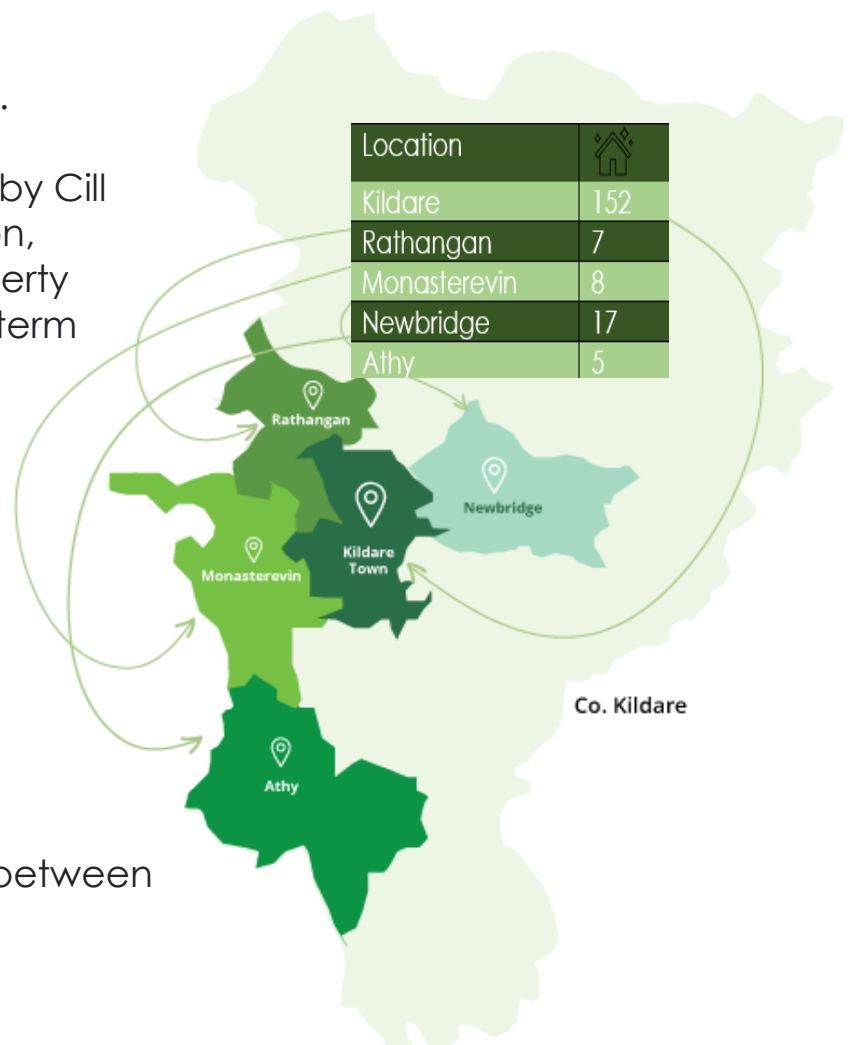 .
by Cill
on,
erty
term
between
Location
Kildare 152
Rathangan 7
Monasterevin 8
Newbridge 17
Athy 5
Rathangan
Newbridge
Kildare
Town
Monasterevin
Co. Kildare
Athy